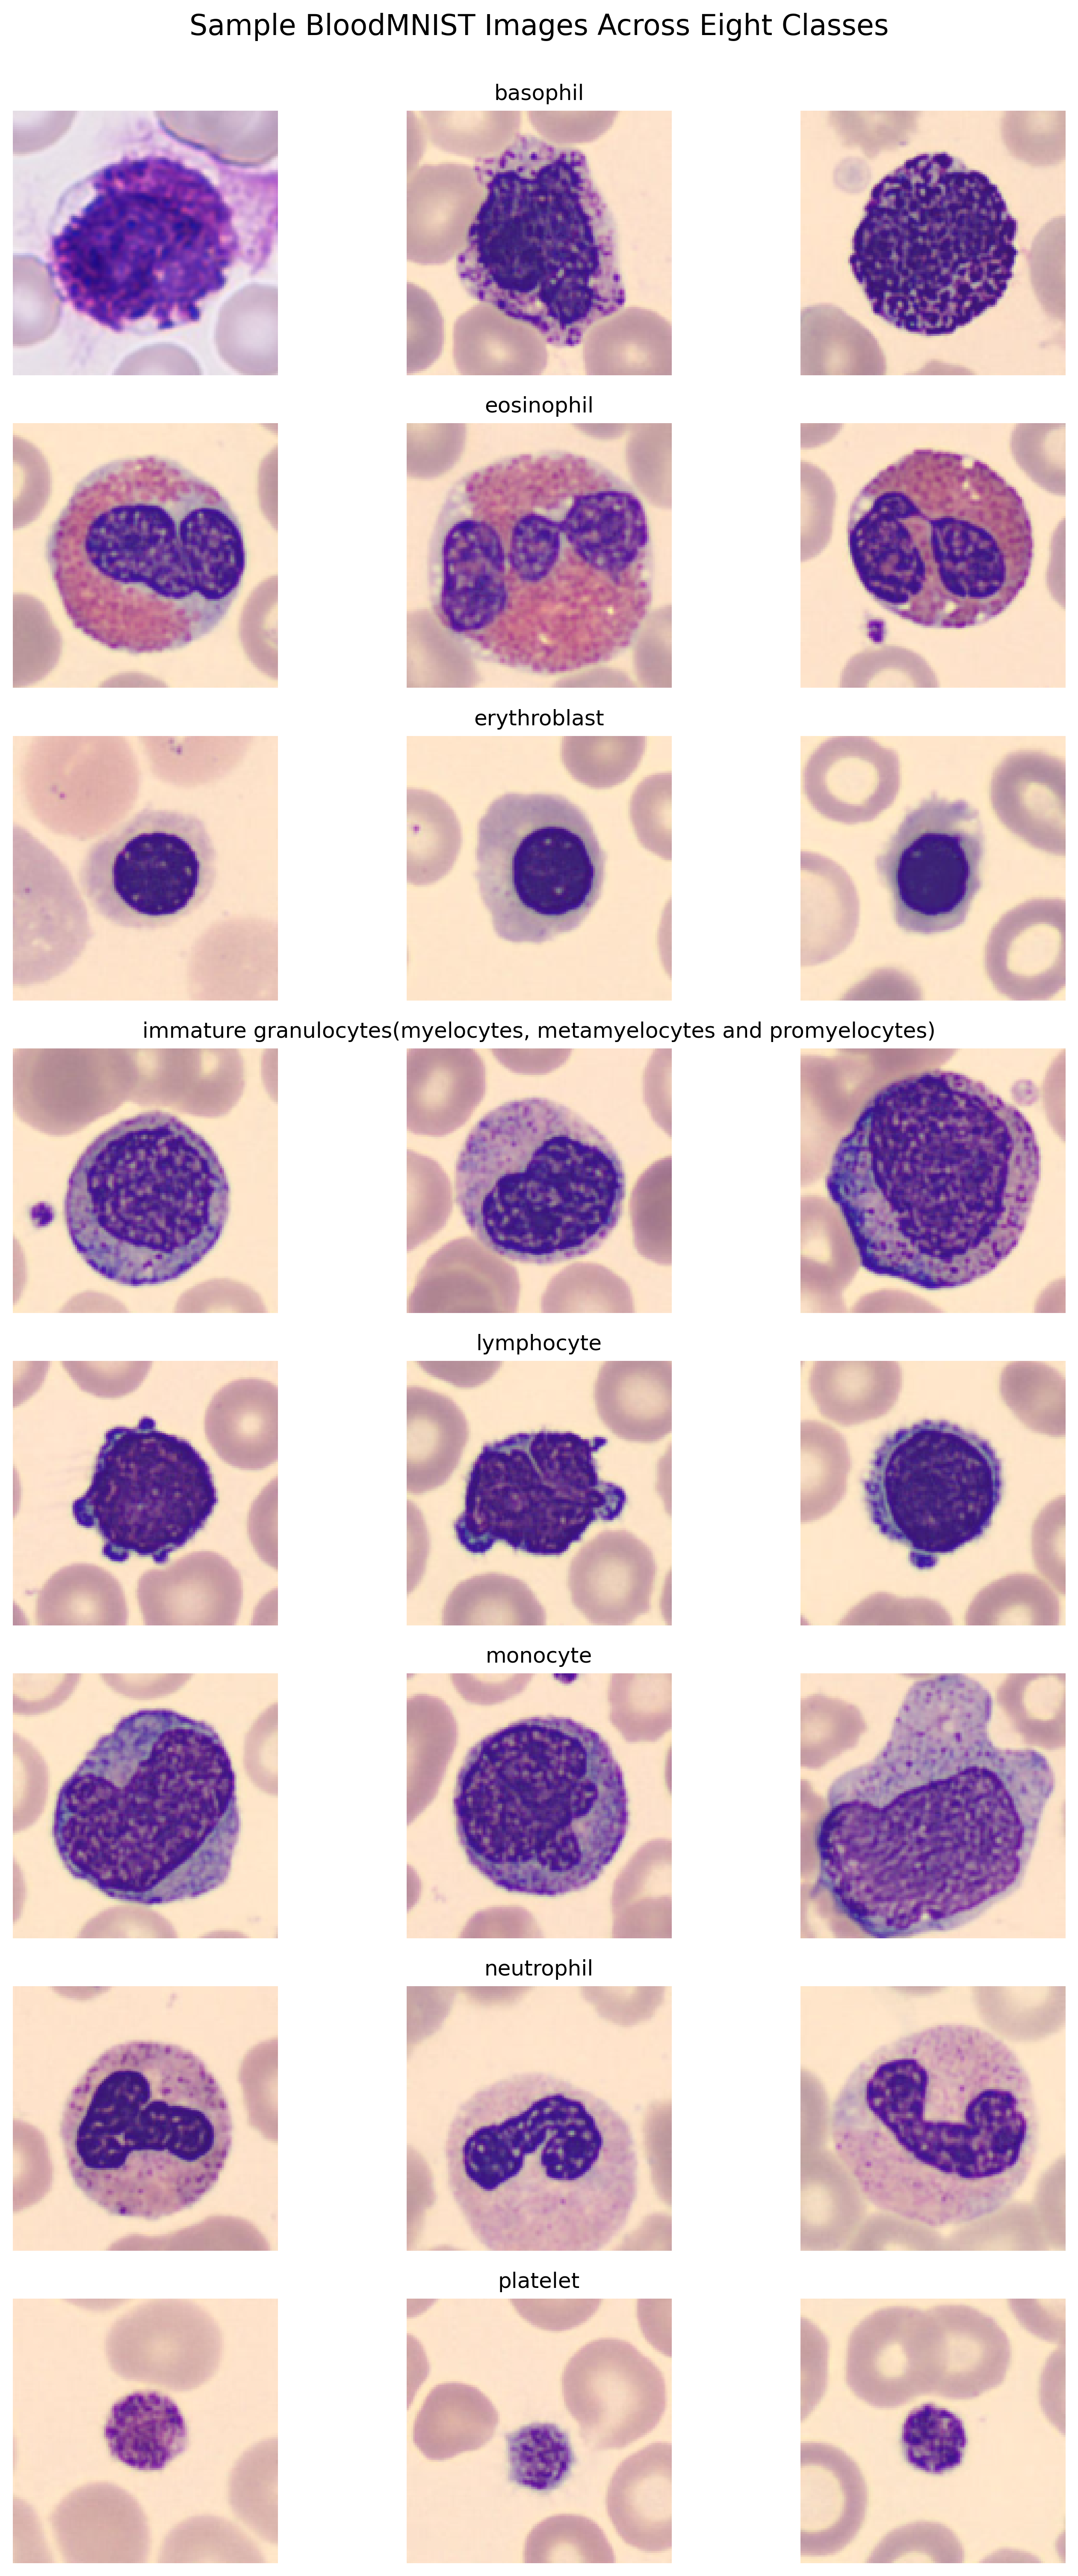 Sample BloodMNIST Images Across Eight Classes
basophil
eosinophil
erythroblast
immature granulocytes(myelocytes, metamyelocytes and promyelocytes)
lymphocyte
monocyte
neutrophil
platelet